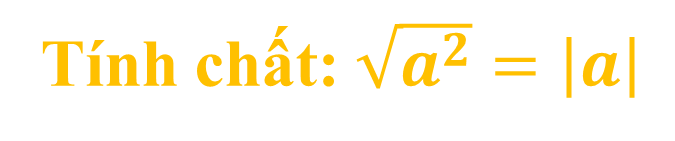 Tính chất: √a² = |a|